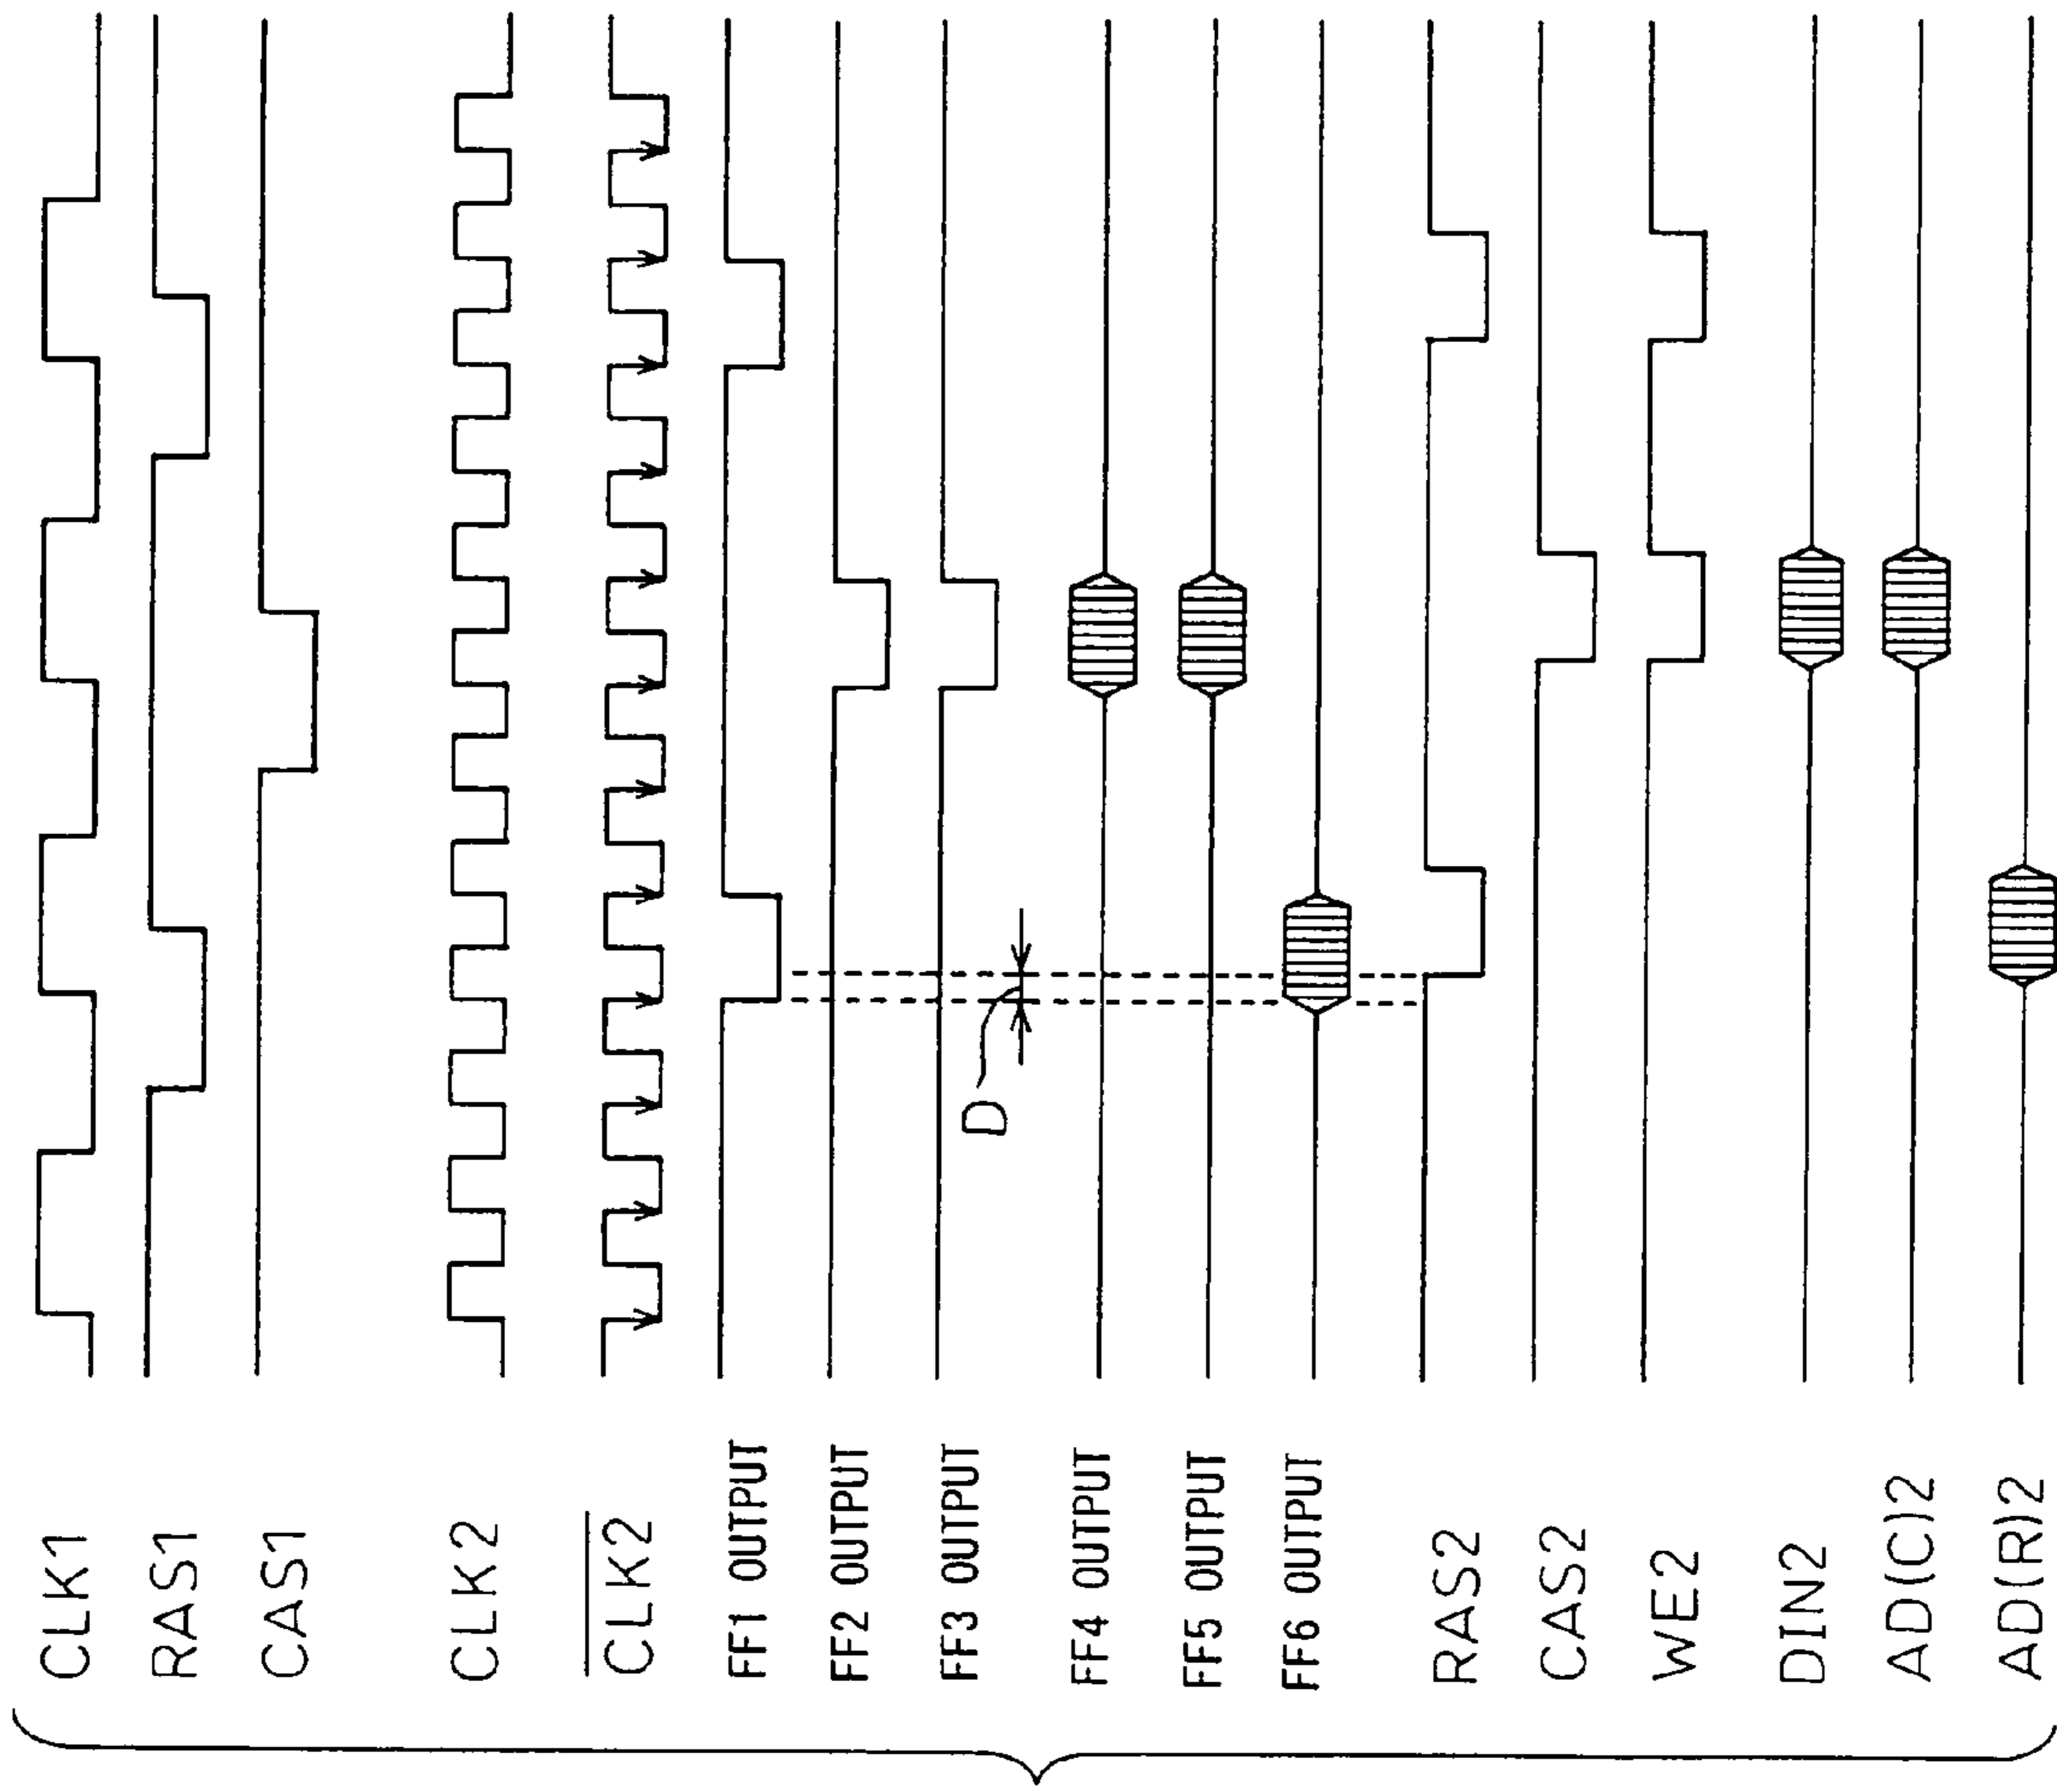 CLK1
RAS1
CAS1
CLK2
C̅L̅K̅2̅
FF1 OUTPUT
FF2 OUTPUT
FF3 OUTPUT
D
FF4 OUTPUT
FF5 OUTPUT
FF6 OUTPUT
RAS2
CAS2
WE2
DIN2
AD(C)2
AD(R)2